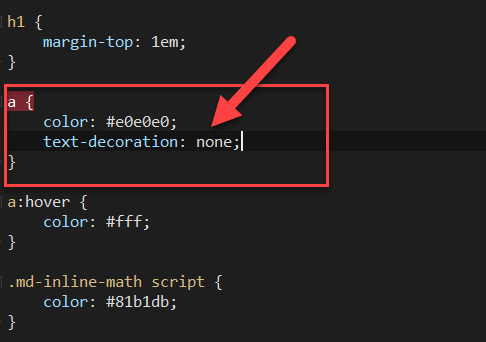 h1 {
    margin-top: 1em;
}
a {
    color: #e0e0e0;
    text-decoration: none;
}
a:hover {
    color: #fff;
}
.md-inline-math script {
    color: #81b1db;
}